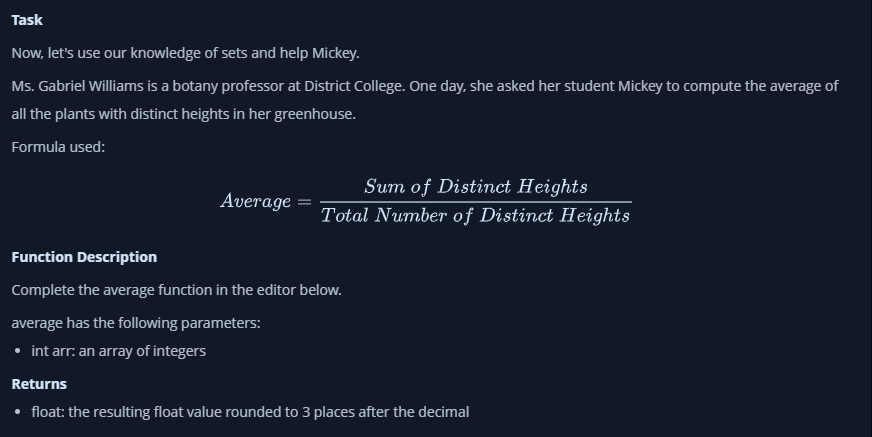 Task
Now, let's use our knowledge of sets and help Mickey.
Ms. Gabriel Williams is a botany professor at District College. One day, she asked her student Mickey to compute the average of
all the plants with distinct heights in her greenhouse.
Formula used:
Average = Sum of Distinct Heights / Total Number of Distinct Heights
Function Description
Complete the average function in the editor below.
average has the following parameters:
• int arr: an array of integers
Returns
• float: the resulting float value rounded to 3 places after the decimal